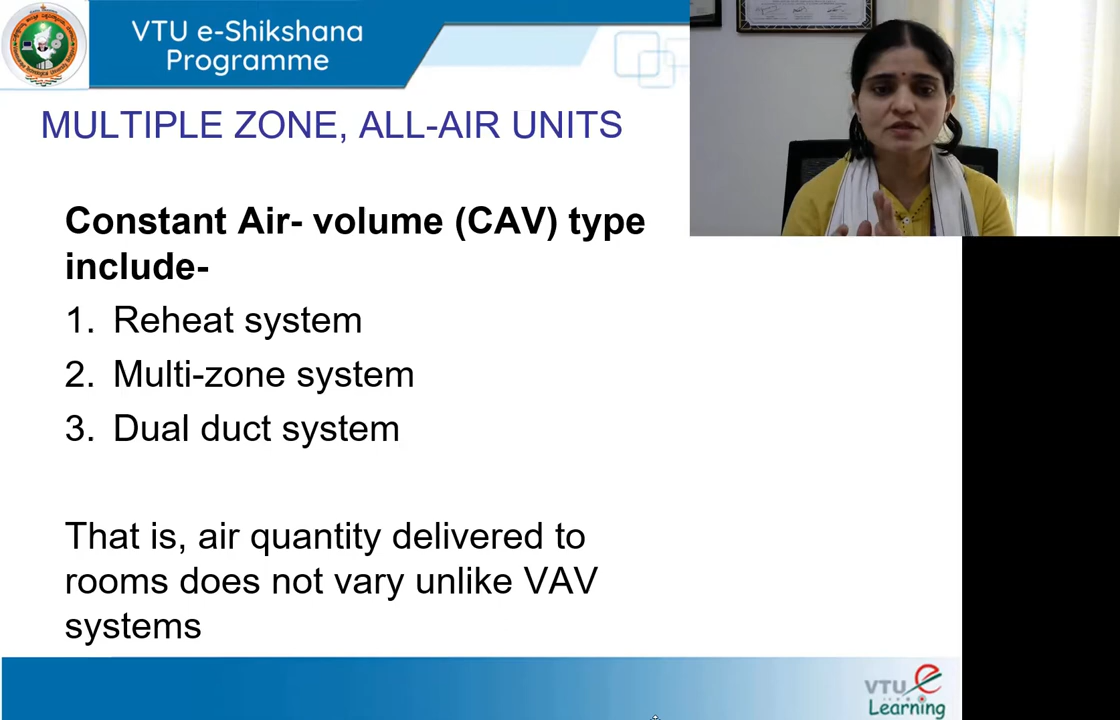 VTU e-Shikshana
Programme
MULTIPLE ZONE, ALL-AIR UNITS
Constant Air- volume (CAV) type
include-
1. Reheat system
2. Multi-zone system
3. Dual duct system
That is, air quantity delivered to
rooms does not vary unlike VAV
systems
VTU e
Learning